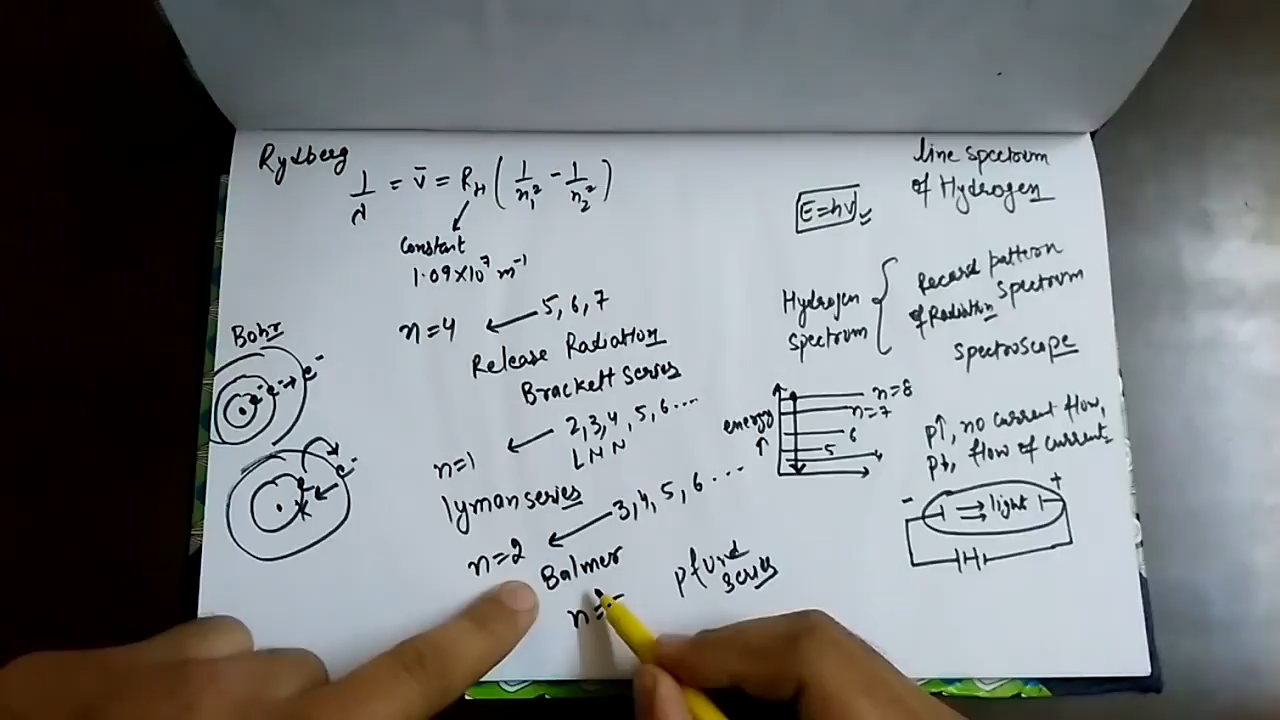 Rydberg
1/λ = ν̄ = R_H (1/n₁² - 1/n₂²)
Constant
1.09×10⁷ m⁻¹
n=4 ← 5, 6, 7
Release Radiation
Brackett Series
2, 3, 4, 5, 6...
n=1 ←
lyman series
3, 4, 5, 6...
n=2 ←
Balmer
Pfund
Series
Bohr
e⁻ e⁻ → e⁻
e⁻
line spectrum
of Hydrogen
E=hν
Hydrogen
Spectrum
Record pattern
of Radiation Spectrum
Spectroscope
energy ↑
n=8
n=7
6
5
P↑, no current flow,
P↓, flow of current
- +
light